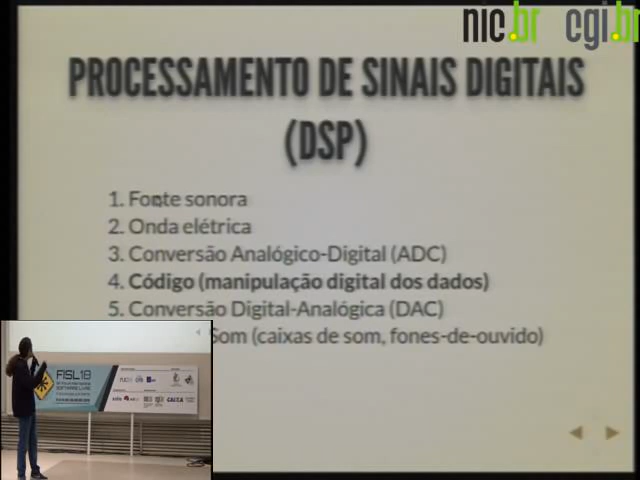 nic.br cgi.br
PROCESSAMENTO DE SINAIS DIGITAIS
(DSP)
1. Fonte sonora
2. Onda elétrica
3. Conversão Analógico-Digital (ADC)
4. Código (manipulação digital dos dados)
5. Conversão Digital-Analógica (DAC)
Som (caixas de som, fones-de-ouvido)
FISL18
SOFTWARE LIVRE